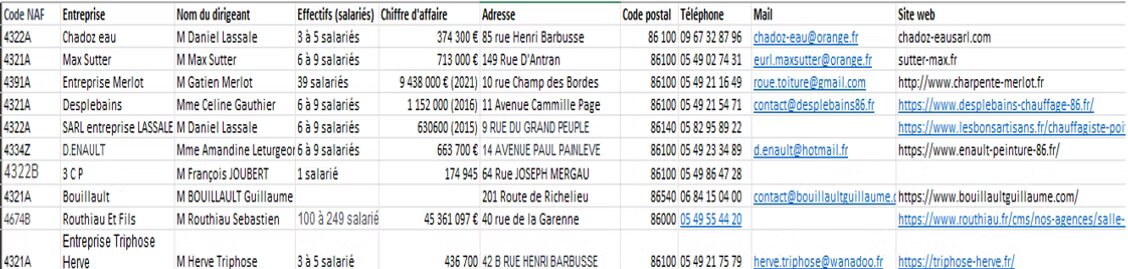 Code NAF Entreprise Nom du dirigeant Effectifs (salariés) Chiffre d'affaire Adresse Code postal Téléphone Mail Site web
4322A Chadoz eau M Daniel Lassale 3 à 5 salariés 374 300 € 85 rue Henri Barbusse 86 100 09 67 32 87 96 chadoz-eau@orange.fr chadoz-eausarl.com
4321A Max Sutter M Max Sutter 6 à 9 salariés 713 000 € 149 Rue D'Antran 86100 05 49 02 74 31 eurl.maxsutter@orange.fr sutter-max.fr
4391A Entreprise Merlot M Gatien Merlot 39 salariés 9 438 000 € (2021) 10 rue Champ des Bordes 86100 05 49 21 16 49 roue.toiture@gmail.com http://www.charpente-merlot.fr
4321A Desplebains Mme Celine Gauthier 6 à 9 salariés 1 152 000 (2016) 11 Avenue Cammille Page 86100 05 49 21 54 71 contact@desplebains86.fr https://www.desplebains-chauffage-86.fr/
4322A SARL entreprise LASSALE M Daniel Lassale 6 à 9 salariés 630600 (2015) 9 RUE DU GRAND PEUPLE 86140 05 82 95 89 22 https://www.lesbonsartisans.fr/chauffagiste-poi
4334Z D.ENAULT Mme Amandine Leturgeor 6 à 9 salariés 663 700 € 14 AVENUE PAUL PAINLEVE 86100 05 49 23 34 89 d.enault@hotmail.fr https://www.enault-peinture-86.fr/
4322B 3 C P M François JOUBERT 1 salarié 174 945 64 Rue JOSEPH MERGAU 86100 05 49 86 47 28
4321A Bouillault M BOUILLAULT Guillaume 201 Route de Richelieu 86540 06 84 15 04 00 contact@bouillaultguillaume.c https://www.bouillaultguillaume.com/
4674B Routhiau Et Fils M Routhiau Sebastien 100 à 249 salarié 45 361 097 € 40 rue de la Garenne 86000 05 49 55 44 20 https://www.routhiau.fr/cms/nos-agences/salle-
Entreprise Triphose
4321A Herve M Herve Triphose 3 à 5 salariés 436 700 42 B RUE HENRI BARBUSSE 86100 05 49 21 75 79 herve.triphose@wanadoo.fr https://triphose-herve.fr/